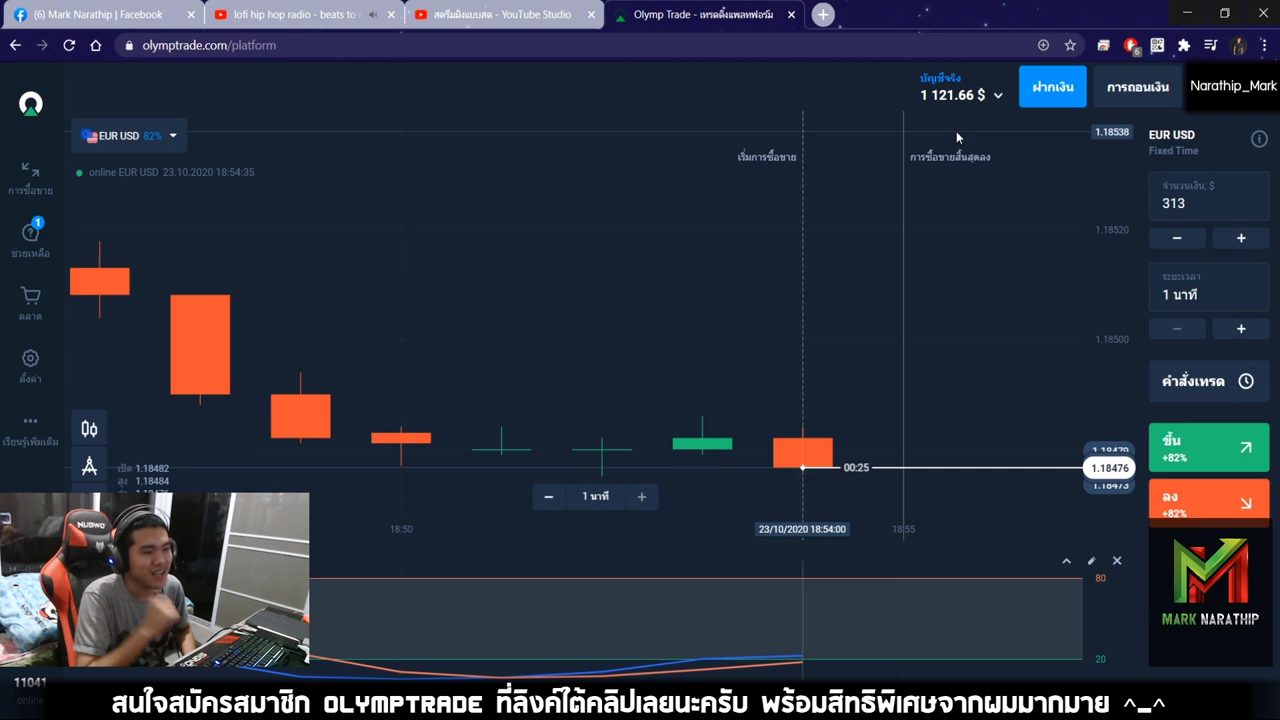 (6) Mark Narathip | Facebook
lofi hip hop radio - beats to
สตรีมมิงแบบสด - YouTube Studio
Olymp Trade - เทรดดิ้งแพลทฟอร์ม
olymptrade.com/platform
6
บัญชีจริง
1 121.66 $
ฝากเงิน
การถอนเงิน
Narathip_Mark
EUR USD 82%
online EUR USD 23.10.2020 18:54:35
เริ่มการซื้อขาย
การซื้อขายสิ้นสุดลง
1.18538
1.18520
1.18500
1.18479
1.18476
1.18473
EUR USD
Fixed Time
จำนวนเงิน, $
313
ระยะเวลา
1 นาที
คำสั่งเทรด
ขึ้น
+82%
ลง
+82%
การซื้อขาย
1
ช่วยเหลือ
ตลาด
ตั้งค่า
เรียนรู้เพิ่มเติม
เปิด 1.18482
สูง 1.18484
00:25
1 นาที
18:50
23/10/2020 18:54:00
18:55
80
20
NUBWO
MARK NARATHIP
11041
online
สนใจสมัครสมาชิก OLYMPTRADE ที่ลิงค์ใต้คลิปเลยนะครับ พร้อมสิทธิพิเศษจากผมมากมาย ^_^